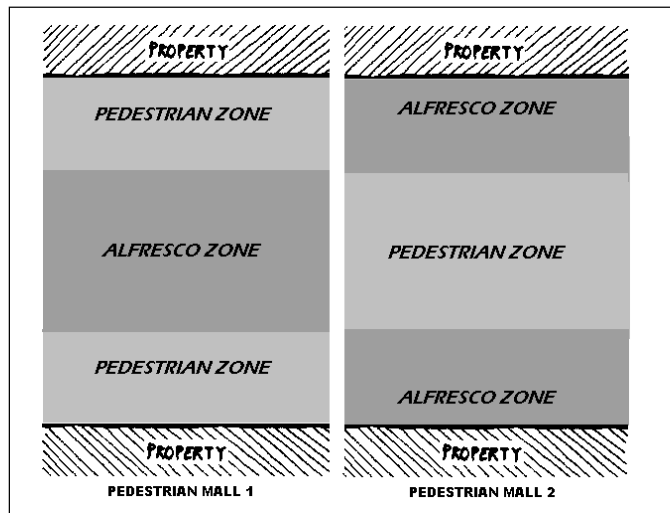 PROPERTY
PEDESTRIAN ZONE
ALFRESCO ZONE
PEDESTRIAN ZONE
PROPERTY
PEDESTRIAN MALL 1
PROPERTY
ALFRESCO ZONE
PEDESTRIAN ZONE
ALFRESCO ZONE
PROPERTY
PEDESTRIAN MALL 2